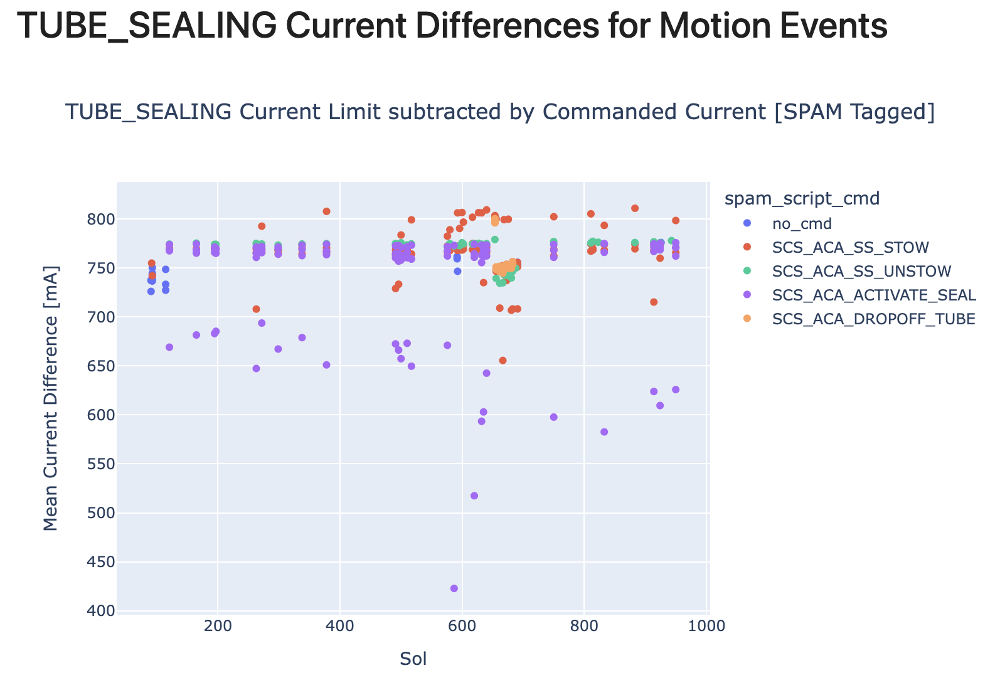 TUBE_SEALING Current Differences for Motion Events
TUBE_SEALING Current Limit subtracted by Commanded Current [SPAM Tagged]
spam_script_cmd
no_cmd
SCS_ACA_SS_STOW
SCS_ACA_SS_UNSTOW
SCS_ACA_ACTIVATE_SEAL
SCS_ACA_DROPOFF_TUBE
Mean Current Difference [mA]
800
750
700
650
600
550
500
450
400
200 400 600 800 1000
Sol